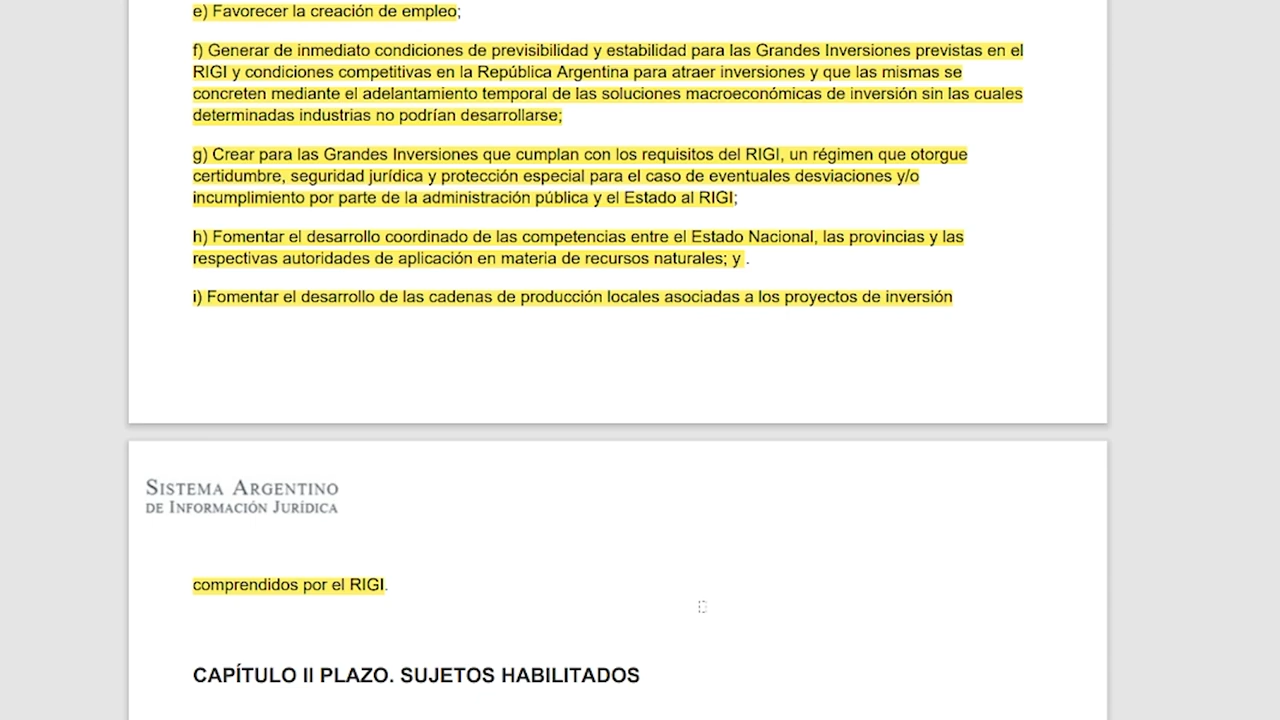 e) Favorecer la creación de empleo;
f) Generar de inmediato condiciones de previsibilidad y estabilidad para las Grandes Inversiones previstas en el
RIGI y condiciones competitivas en la República Argentina para atraer inversiones y que las mismas se
concreten mediante el adelantamiento temporal de las soluciones macroeconómicas de inversión sin las cuales
determinadas industrias no podrían desarrollarse;
g) Crear para las Grandes Inversiones que cumplan con los requisitos del RIGI, un régimen que otorgue
certidumbre, seguridad jurídica y protección especial para el caso de eventuales desviaciones y/o
incumplimiento por parte de la administración pública y el Estado al RIGI;
h) Fomentar el desarrollo coordinado de las competencias entre el Estado Nacional, las provincias y las
respectivas autoridades de aplicación en materia de recursos naturales; y .
i) Fomentar el desarrollo de las cadenas de producción locales asociadas a los proyectos de inversión
SISTEMA ARGENTINO
DE INFORMACIÓN JURÍDICA
comprendidos por el RIGI.
CAPÍTULO II PLAZO. SUJETOS HABILITADOS